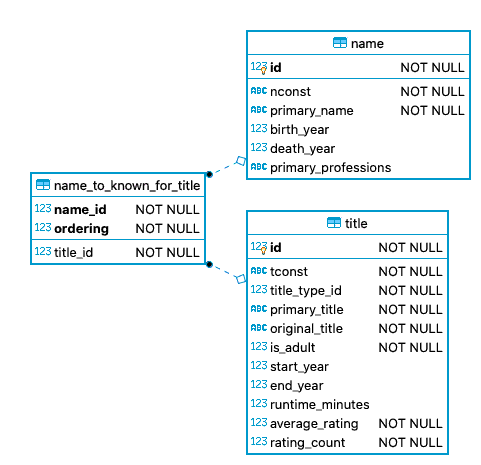 name
123 id NOT NULL
ABC nconst NOT NULL
ABC primary_name NOT NULL
123 birth_year
123 death_year
ABC primary_professions
name_to_known_for_title
123 name_id NOT NULL
123 ordering NOT NULL
123 title_id NOT NULL
title
123 id NOT NULL
ABC tconst NOT NULL
123 title_type_id NOT NULL
ABC primary_title NOT NULL
ABC original_title NOT NULL
123 is_adult NOT NULL
123 start_year
123 end_year
123 runtime_minutes
123 average_rating NOT NULL
123 rating_count NOT NULL